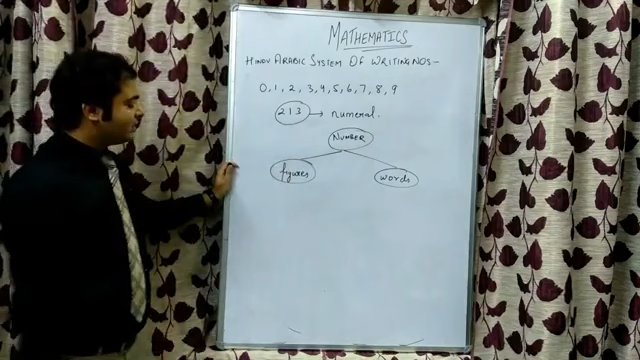 MATHEMATICS
HINDU ARABIC SYSTEM OF WRITING NOS-
0, 1, 2, 3, 4, 5, 6, 7, 8, 9
213 → numeral.
NUMBER
figures words